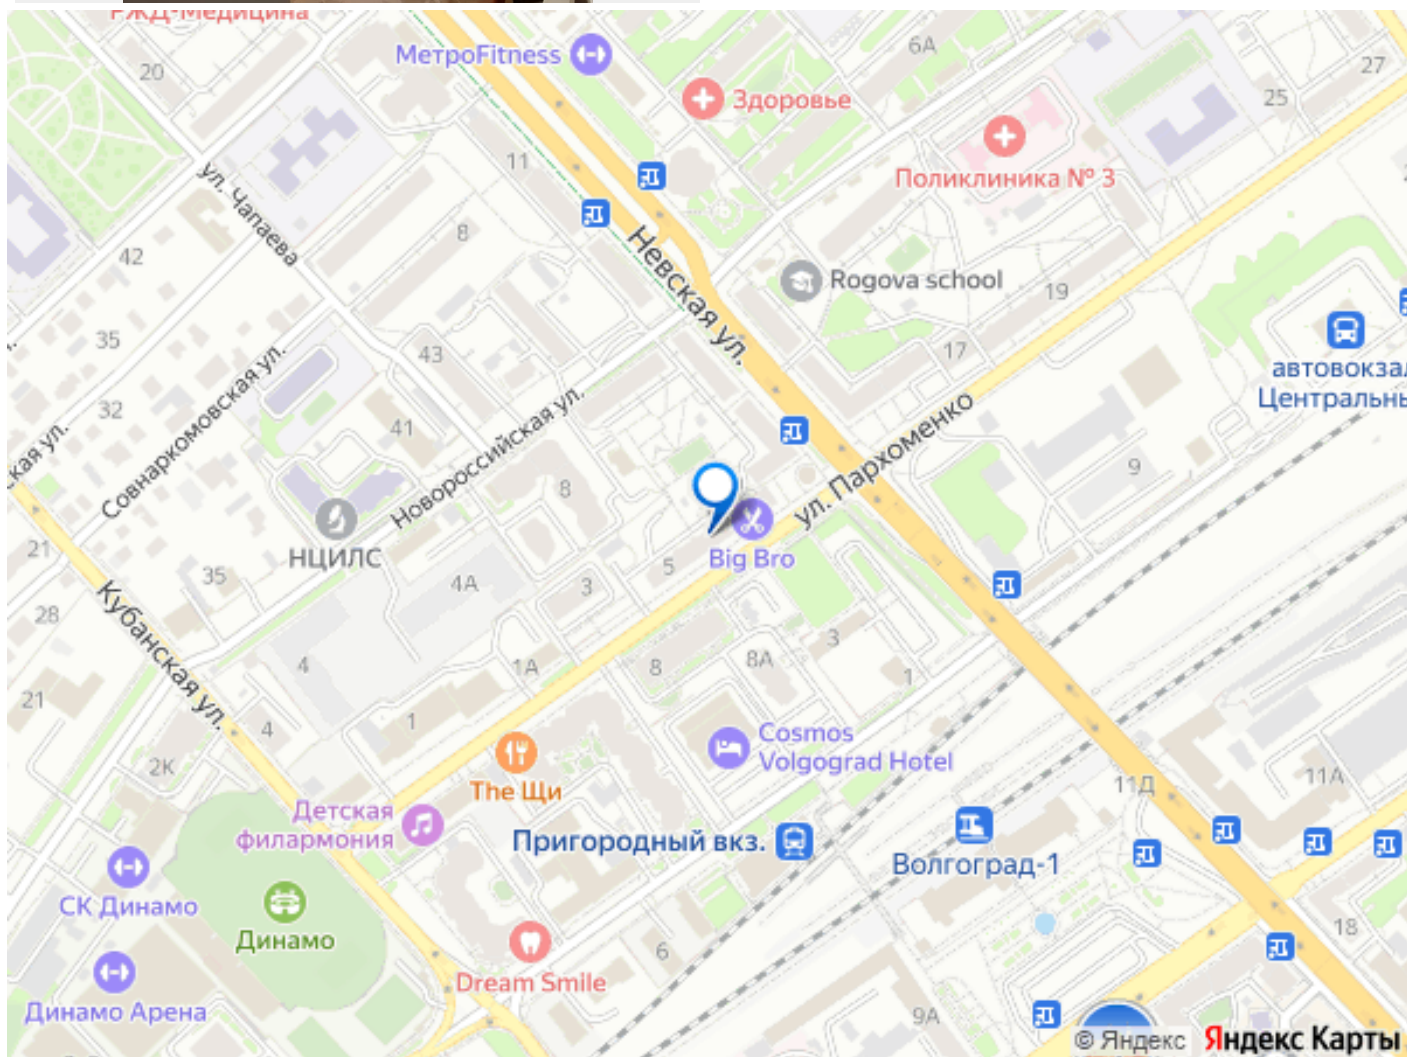 РЖД-Медицина
МетроFitness
6А
27
20
Здоровье
25
11
Поликлиника № 3
ул. Чапаева
8
42
Невская ул.
Rogova school
19
35
43
17
автовокзал
Центральны
Совнаркомовская ул.
32
41
Новороссийская ул.
ул. Пархоменко
ская ул.
8
9
21
НЦИЛС
Big Bro
5
35
4А
3
28
Кубанская ул.
3
4
1А
8
8А
1
21
1
4
Cosmos
Volgograd Hotel
2К
The Щи
11Д
11А
Детская
филармония
Пригородный вкз.
Волгоград-1
СК Динамо
Динамо
18
6
Dream Smile
Динамо Арена
9А
© Яндекс Яндекс Карты